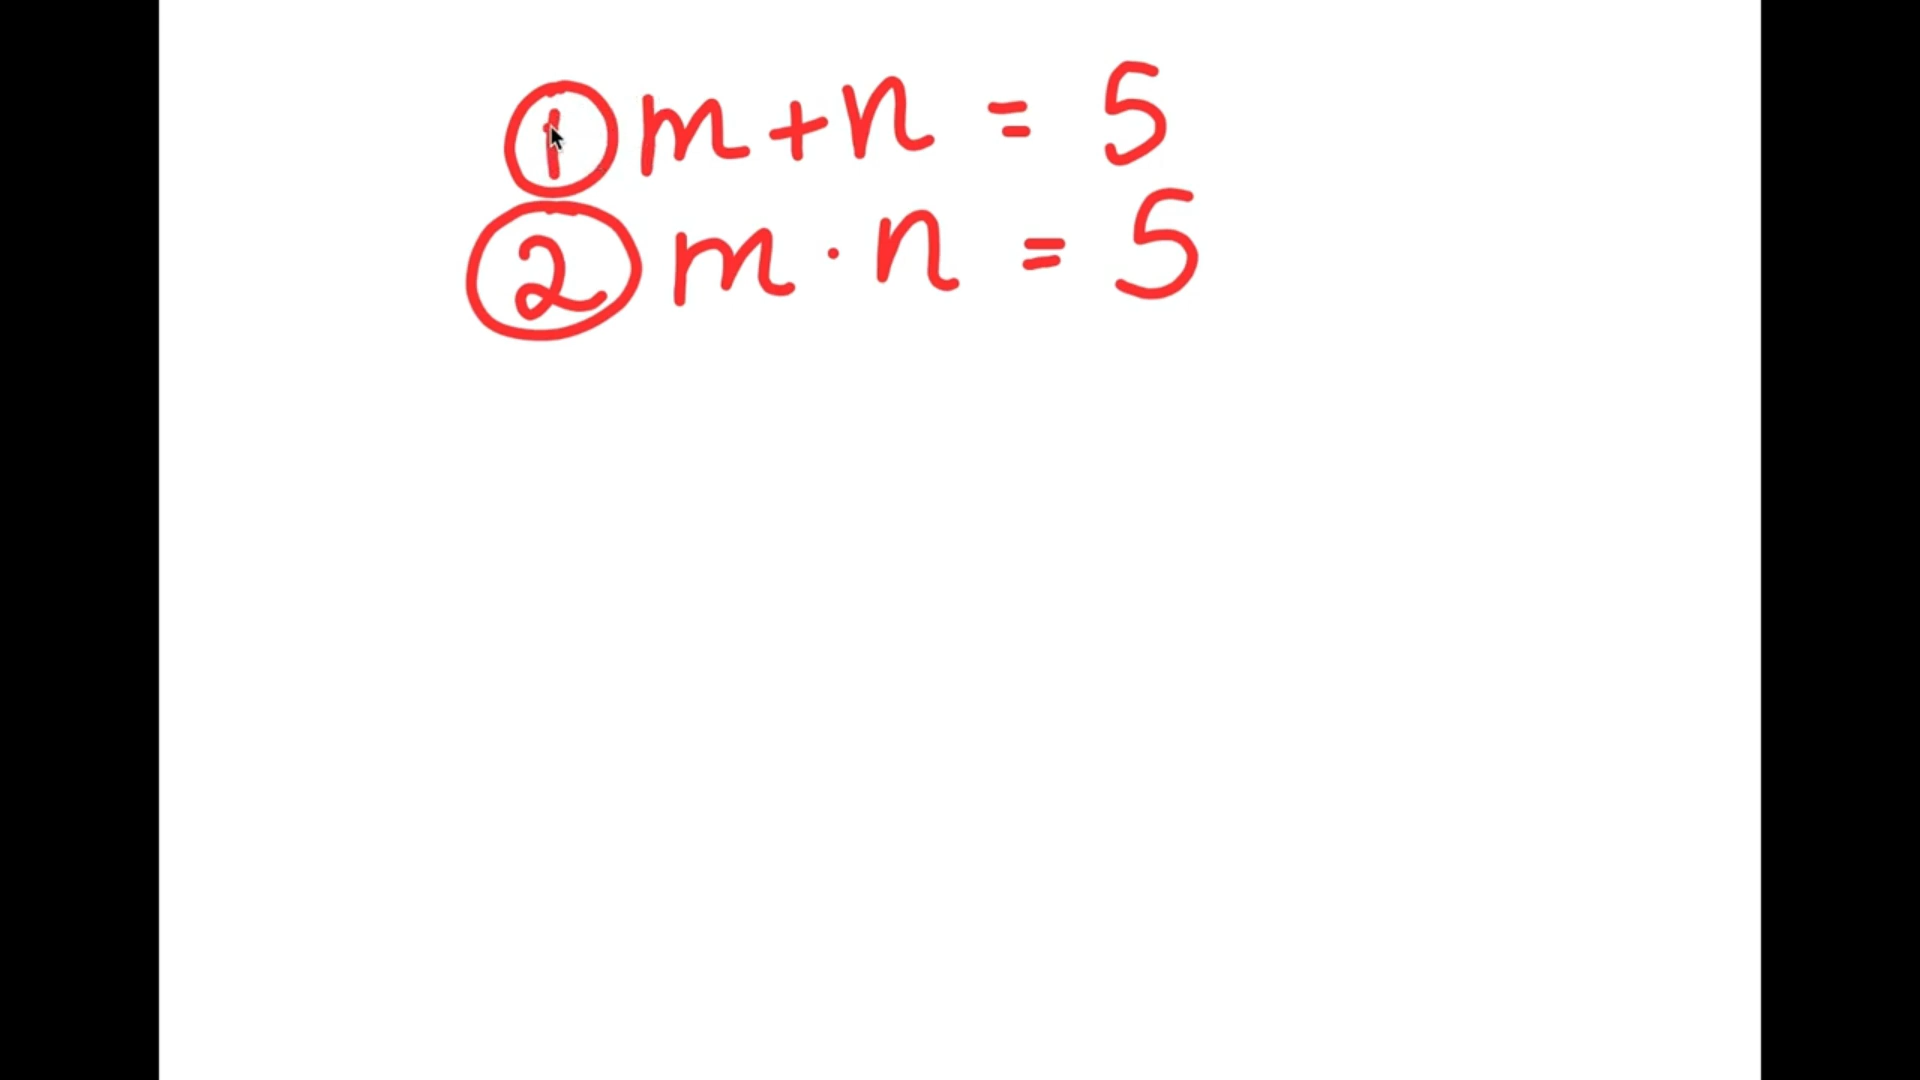 ① m+n = 5
② m · n = 5